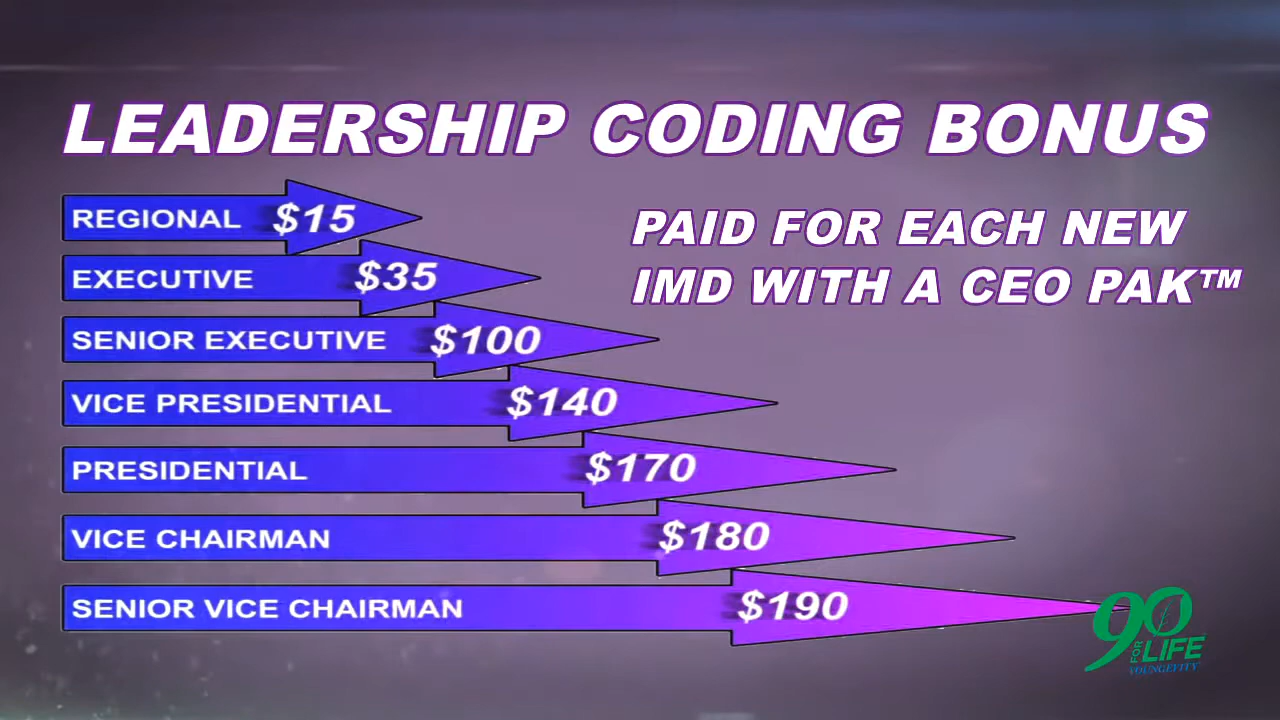 LEADERSHIP CODING BONUS
REGIONAL $15
PAID FOR EACH NEW
IMD WITH A CEO PAK™
EXECUTIVE $35
SENIOR EXECUTIVE $100
VICE PRESIDENTIAL $140
PRESIDENTIAL $170
VICE CHAIRMAN $180
SENIOR VICE CHAIRMAN $190
90
FOR LIFE
YOUNGEVITY